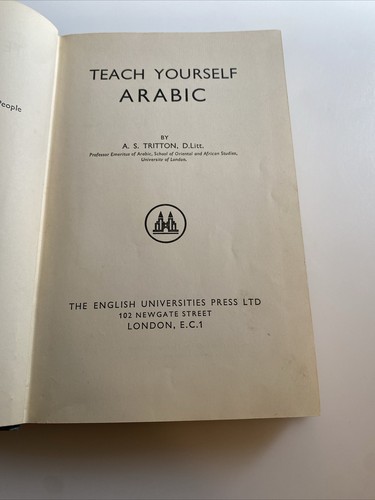 People
TEACH YOURSELF
ARABIC
BY
A. S. TRITTON, D.Litt.
Professor Emeritus of Arabic, School of Oriental and African Studies,
University of London.
THE ENGLISH UNIVERSITIES PRESS LTD
102 NEWGATE STREET
LONDON, E.C.1